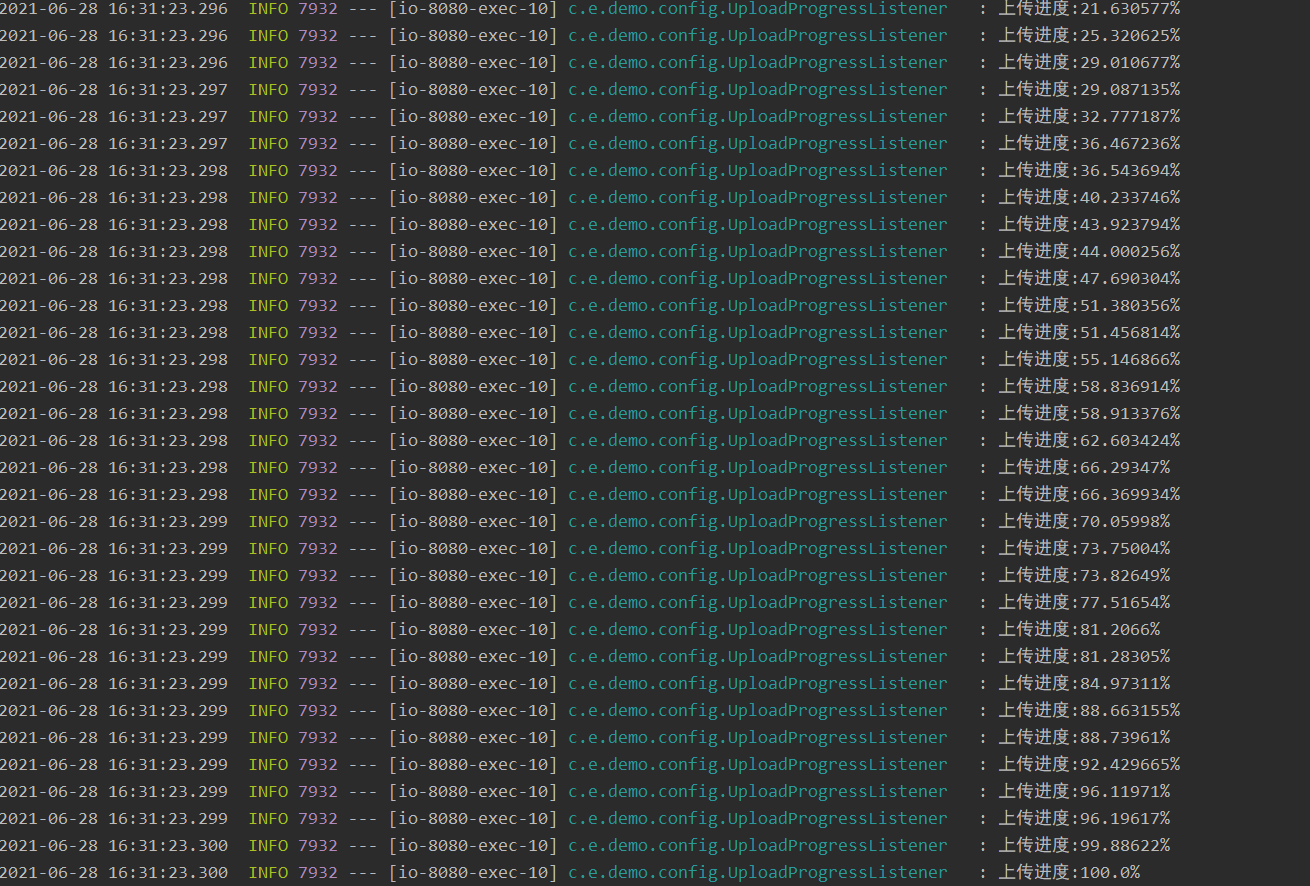 2021-06-28 16:31:23.296  INFO 7932 --- [io-8080-exec-10] c.e.demo.config.UploadProgressListener   : 上传进度:21.630577%
2021-06-28 16:31:23.296  INFO 7932 --- [io-8080-exec-10] c.e.demo.config.UploadProgressListener   : 上传进度:25.320625%
2021-06-28 16:31:23.296  INFO 7932 --- [io-8080-exec-10] c.e.demo.config.UploadProgressListener   : 上传进度:29.010677%
2021-06-28 16:31:23.297  INFO 7932 --- [io-8080-exec-10] c.e.demo.config.UploadProgressListener   : 上传进度:29.087135%
2021-06-28 16:31:23.297  INFO 7932 --- [io-8080-exec-10] c.e.demo.config.UploadProgressListener   : 上传进度:32.777187%
2021-06-28 16:31:23.297  INFO 7932 --- [io-8080-exec-10] c.e.demo.config.UploadProgressListener   : 上传进度:36.467236%
2021-06-28 16:31:23.298  INFO 7932 --- [io-8080-exec-10] c.e.demo.config.UploadProgressListener   : 上传进度:36.543694%
2021-06-28 16:31:23.298  INFO 7932 --- [io-8080-exec-10] c.e.demo.config.UploadProgressListener   : 上传进度:40.233746%
2021-06-28 16:31:23.298  INFO 7932 --- [io-8080-exec-10] c.e.demo.config.UploadProgressListener   : 上传进度:43.923794%
2021-06-28 16:31:23.298  INFO 7932 --- [io-8080-exec-10] c.e.demo.config.UploadProgressListener   : 上传进度:44.000256%
2021-06-28 16:31:23.298  INFO 7932 --- [io-8080-exec-10] c.e.demo.config.UploadProgressListener   : 上传进度:47.690304%
2021-06-28 16:31:23.298  INFO 7932 --- [io-8080-exec-10] c.e.demo.config.UploadProgressListener   : 上传进度:51.380356%
2021-06-28 16:31:23.298  INFO 7932 --- [io-8080-exec-10] c.e.demo.config.UploadProgressListener   : 上传进度:51.456814%
2021-06-28 16:31:23.298  INFO 7932 --- [io-8080-exec-10] c.e.demo.config.UploadProgressListener   : 上传进度:55.146866%
2021-06-28 16:31:23.298  INFO 7932 --- [io-8080-exec-10] c.e.demo.config.UploadProgressListener   : 上传进度:58.836914%
2021-06-28 16:31:23.298  INFO 7932 --- [io-8080-exec-10] c.e.demo.config.UploadProgressListener   : 上传进度:58.913376%
2021-06-28 16:31:23.298  INFO 7932 --- [io-8080-exec-10] c.e.demo.config.UploadProgressListener   : 上传进度:62.603424%
2021-06-28 16:31:23.298  INFO 7932 --- [io-8080-exec-10] c.e.demo.config.UploadProgressListener   : 上传进度:66.29347%
2021-06-28 16:31:23.298  INFO 7932 --- [io-8080-exec-10] c.e.demo.config.UploadProgressListener   : 上传进度:66.369934%
2021-06-28 16:31:23.299  INFO 7932 --- [io-8080-exec-10] c.e.demo.config.UploadProgressListener   : 上传进度:70.05998%
2021-06-28 16:31:23.299  INFO 7932 --- [io-8080-exec-10] c.e.demo.config.UploadProgressListener   : 上传进度:73.75004%
2021-06-28 16:31:23.299  INFO 7932 --- [io-8080-exec-10] c.e.demo.config.UploadProgressListener   : 上传进度:73.82649%
2021-06-28 16:31:23.299  INFO 7932 --- [io-8080-exec-10] c.e.demo.config.UploadProgressListener   : 上传进度:77.51654%
2021-06-28 16:31:23.299  INFO 7932 --- [io-8080-exec-10] c.e.demo.config.UploadProgressListener   : 上传进度:81.2066%
2021-06-28 16:31:23.299  INFO 7932 --- [io-8080-exec-10] c.e.demo.config.UploadProgressListener   : 上传进度:81.28305%
2021-06-28 16:31:23.299  INFO 7932 --- [io-8080-exec-10] c.e.demo.config.UploadProgressListener   : 上传进度:84.97311%
2021-06-28 16:31:23.299  INFO 7932 --- [io-8080-exec-10] c.e.demo.config.UploadProgressListener   : 上传进度:88.663155%
2021-06-28 16:31:23.299  INFO 7932 --- [io-8080-exec-10] c.e.demo.config.UploadProgressListener   : 上传进度:88.73961%
2021-06-28 16:31:23.299  INFO 7932 --- [io-8080-exec-10] c.e.demo.config.UploadProgressListener   : 上传进度:92.429665%
2021-06-28 16:31:23.299  INFO 7932 --- [io-8080-exec-10] c.e.demo.config.UploadProgressListener   : 上传进度:96.11971%
2021-06-28 16:31:23.299  INFO 7932 --- [io-8080-exec-10] c.e.demo.config.UploadProgressListener   : 上传进度:96.19617%
2021-06-28 16:31:23.300  INFO 7932 --- [io-8080-exec-10] c.e.demo.config.UploadProgressListener   : 上传进度:99.88622%
2021-06-28 16:31:23.300  INFO 7932 --- [io-8080-exec-10] c.e.demo.config.UploadProgressListener   : 上传进度:100.0%